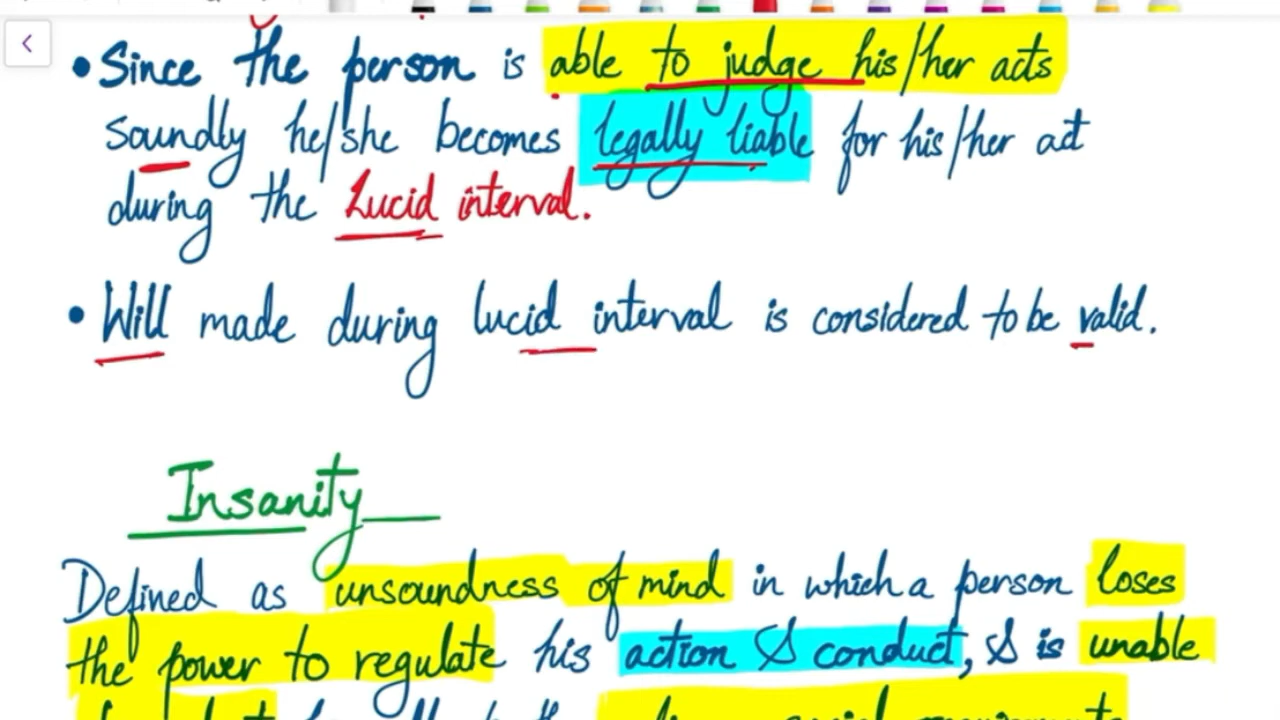 • Since the person is able to judge his/her acts
soundly he/she becomes legally liable for his/her act
during the Lucid interval.
• Will made during lucid interval is considered to be valid.
Insanity
Defined as unsoundness of mind in which a person loses
the power to regulate his action & conduct, & is unable